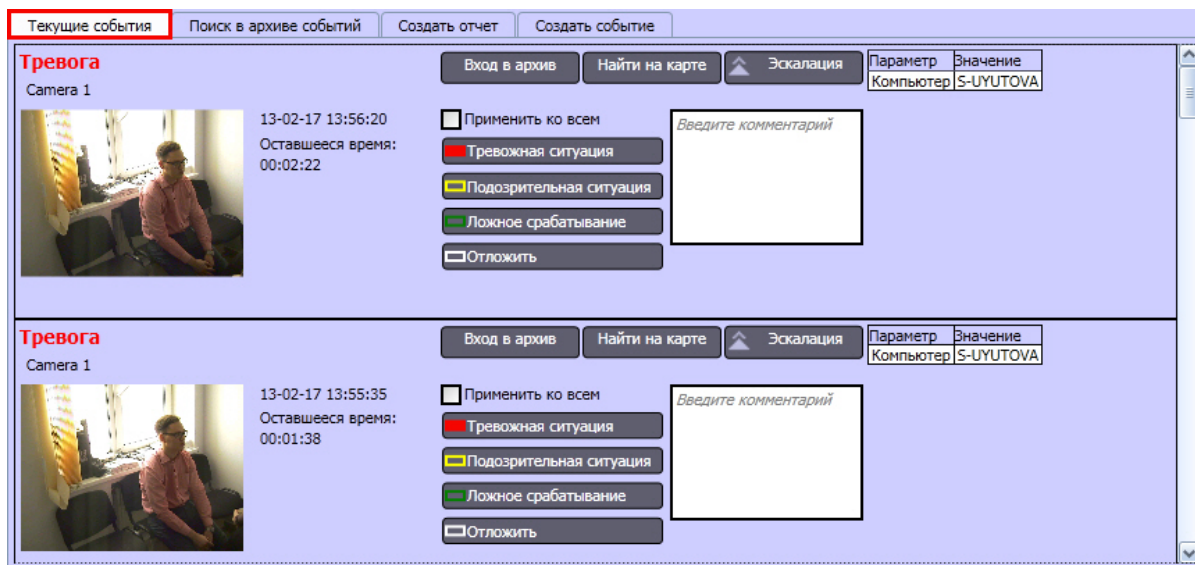 Текущие события Поиск в архиве событий Создать отчет Создать событие
Тревога
Camera 1
Вход в архив Найти на карте Эскалация
Параметр Значение
Компьютер S-UYUTOVA
13-02-17 13:56:20
Оставшееся время:
00:02:22
Применить ко всем
Тревожная ситуация
Подозрительная ситуация
Ложное срабатывание
Отложить
Введите комментарий
Тревога
Camera 1
Вход в архив Найти на карте Эскалация
Параметр Значение
Компьютер S-UYUTOVA
13-02-17 13:55:35
Оставшееся время:
00:01:38
Применить ко всем
Тревожная ситуация
Подозрительная ситуация
Ложное срабатывание
Отложить
Введите комментарий